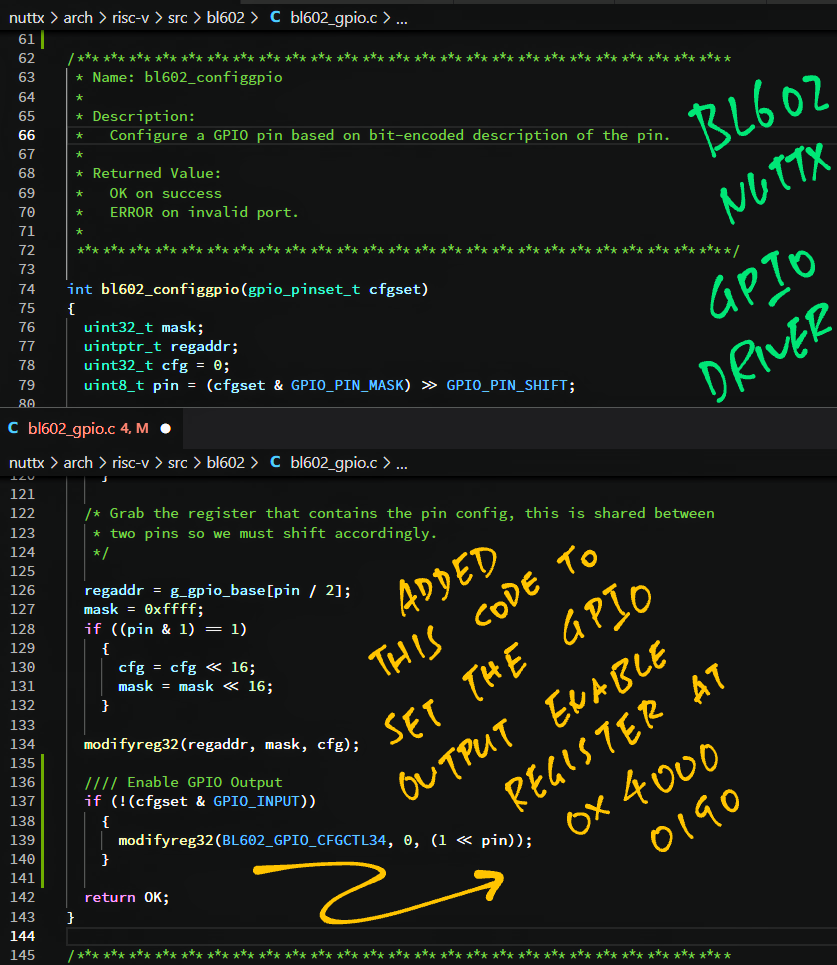 nuttx > arch > risc-v > src > bl602 > C bl602_gpio.c > ...
61
62 /****************************************************************************
63 * Name: bl602_configgpio
64 *
65 * Description:
66 *   Configure a GPIO pin based on bit-encoded description of the pin.
67 *
68 * Returned Value:
69 *   OK on success
70 *   ERROR on invalid port.
71 *
72 ****************************************************************************/
73
74 int bl602_configgpio(gpio_pinset_t cfgset)
75 {
76   uint32_t mask;
77   uintptr_t regaddr;
78   uint32_t cfg = 0;
79   uint8_t pin = (cfgset & GPIO_PIN_MASK) >> GPIO_PIN_SHIFT;
80
BL602
NUTTX
GPIO
DRIVER
C bl602_gpio.c 4, M ●
nuttx > arch > risc-v > src > bl602 > C bl602_gpio.c > ...
120   }
121
122   /* Grab the register that contains the pin config, this is shared between
123    * two pins so we must shift accordingly.
124    */
125
126   regaddr = g_gpio_base[pin / 2];
127   mask = 0xffff;
128   if ((pin & 1) == 1)
129     {
130       cfg = cfg << 16;
131       mask = mask << 16;
132     }
133
134   modifyreg32(regaddr, mask, cfg);
135
136   //// Enable GPIO Output
137   if (!(cfgset & GPIO_INPUT))
138     {
139       modifyreg32(BL602_GPIO_CFGCTL34, 0, (1 << pin));
140     }
141
142   return OK;
143 }
144
145 /****************************************************************************
ADDED
THIS CODE TO
SET THE GPIO
OUTPUT ENABLE
REGISTER AT
0X4000
0190